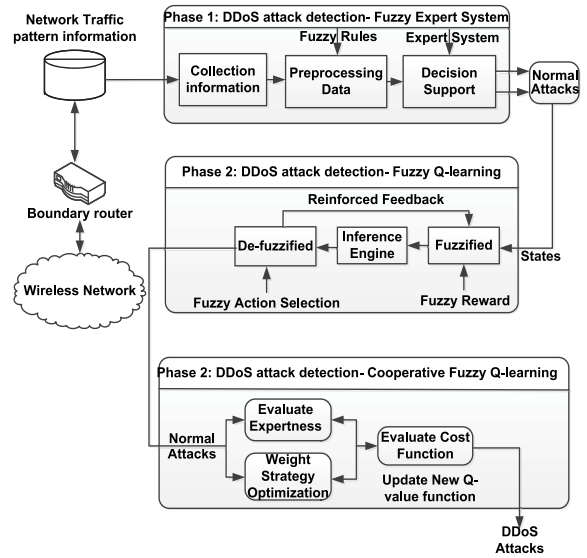 Network Traffic
pattern information
Phase 1: DDoS attack detection- Fuzzy Expert System
Fuzzy Rules
Expert System
Collection
information
Preprocessing
Data
Decision
Support
Normal
Attacks
Boundary router
Wireless Network
Phase 2: DDoS attack detection- Fuzzy Q-learning
Reinforced Feedback
De-fuzzified
Inference
Engine
Fuzzified
States
Fuzzy Action Selection
Fuzzy Reward
Phase 2: DDoS attack detection- Cooperative Fuzzy Q-learning
Normal
Attacks
Evaluate
Expertness
Weight
Strategy
Optimization
Evaluate Cost
Function
Update New Q-
value function
DDoS
Attacks